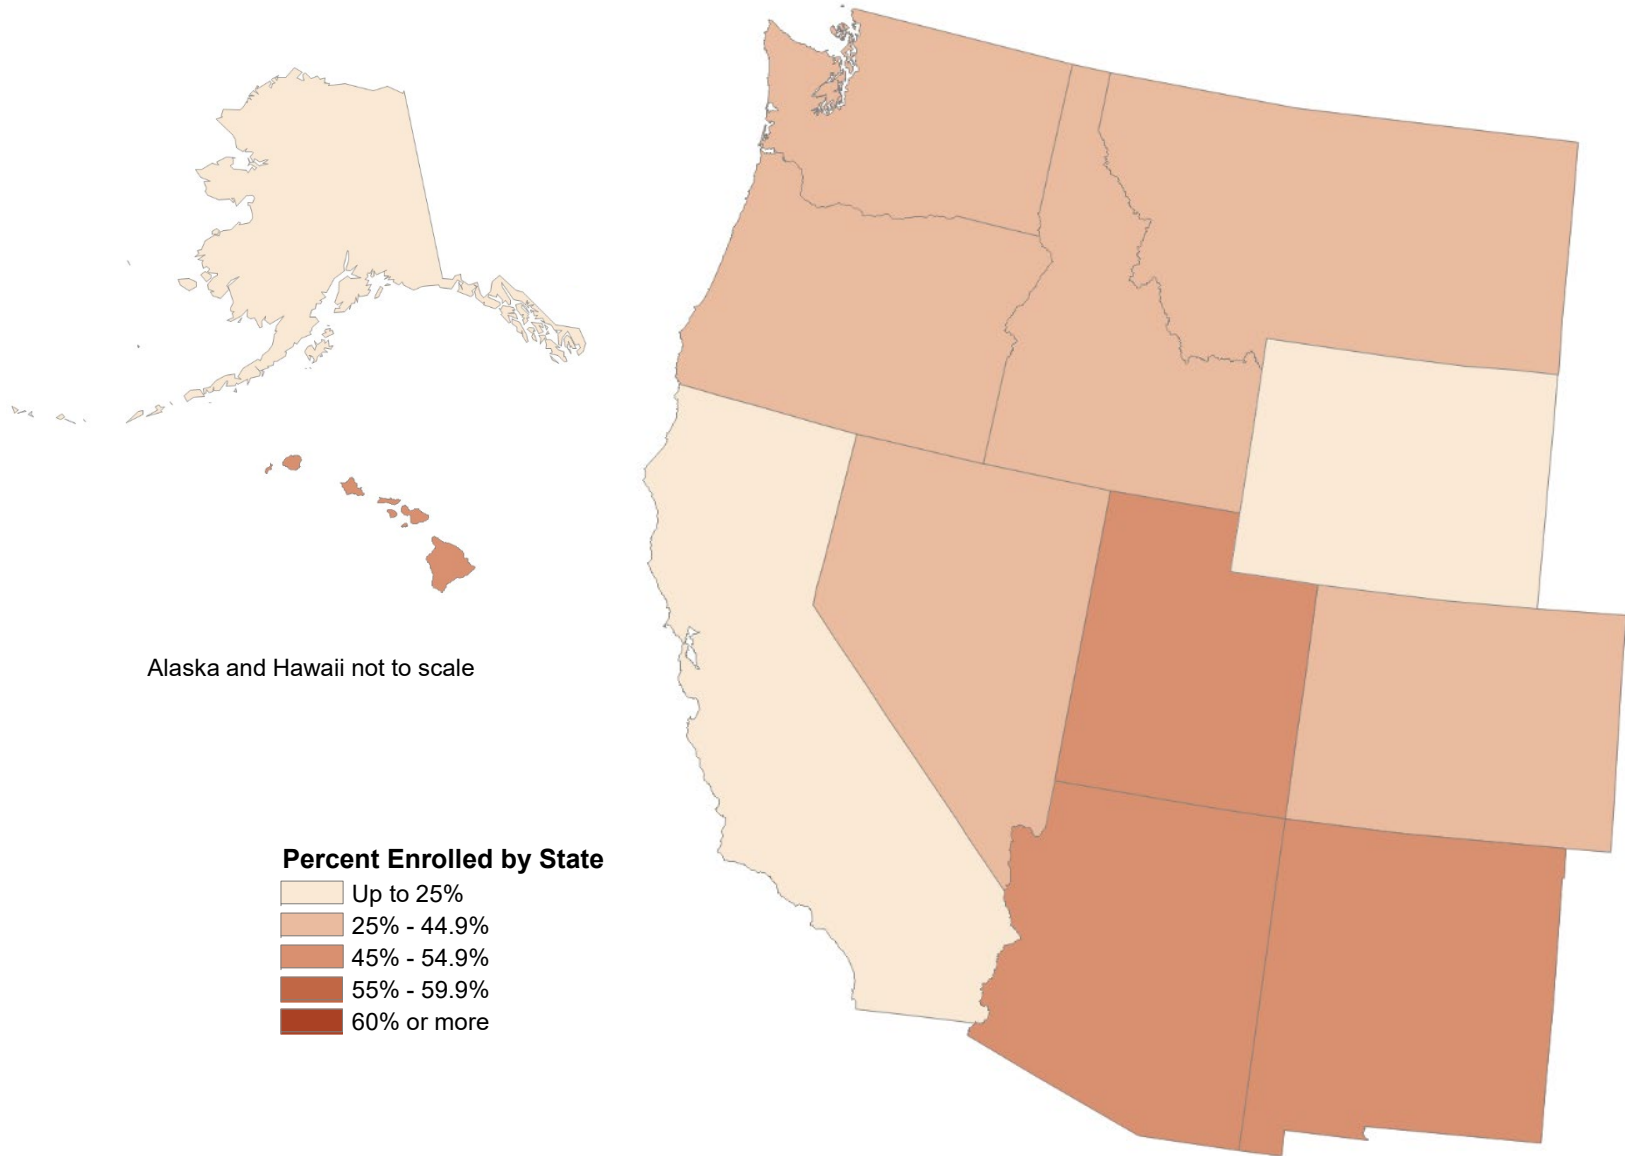 Alaska and Hawaii not to scale
Percent Enrolled by State
Up to 25%
25% - 44.9%
45% - 54.9%
55% - 59.9%
60% or more